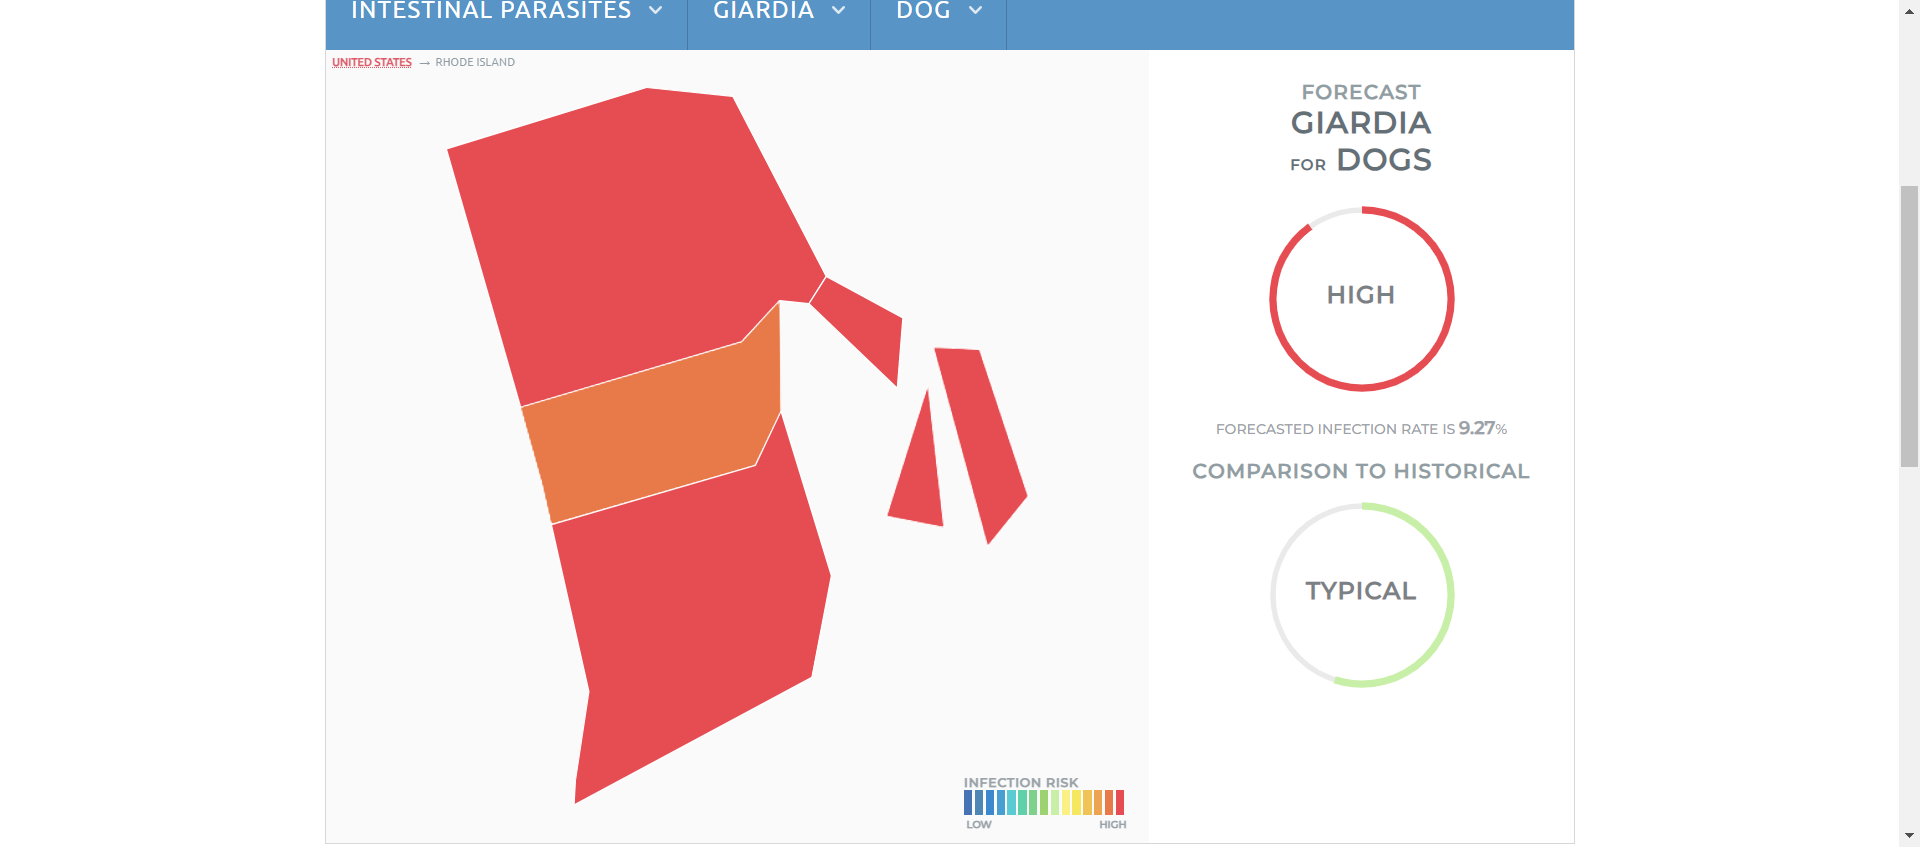 INTESTINAL PARASITES
GIARDIA
DOG
UNITED STATES → RHODE ISLAND
FORECAST
GIARDIA
FOR DOGS
HIGH
FORECASTED INFECTION RATE IS 9.27%
COMPARISON TO HISTORICAL
TYPICAL
INFECTION RISK
LOW HIGH